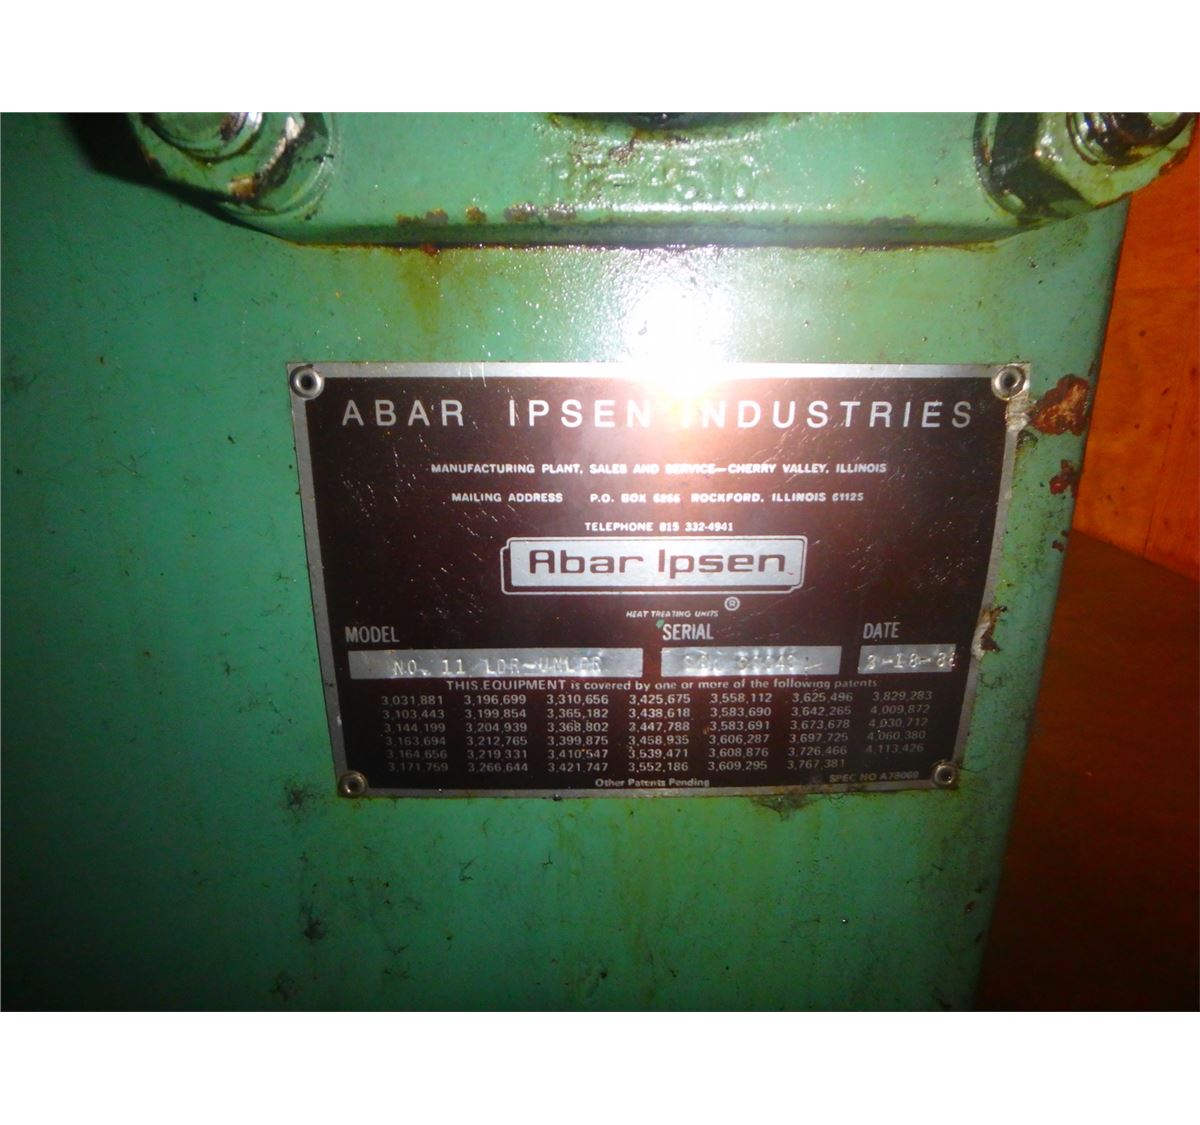 ABAR IPSEN INDUSTRIES
MANUFACTURING PLANT, SALES AND SERVICE—CHERRY VALLEY, ILLINOIS
MAILING ADDRESS P.O. BOX 6266 ROCKFORD, ILLINOIS 61125
TELEPHONE 815 332-4941
Abar Ipsen
HEAT TREATING UNITS ®
MODEL SERIAL DATE
NO. 11 LDR-UNLDR
THIS EQUIPMENT is covered by one or more of the following patents
3,031,881 3,196,699 3,310,656 3,425,675 3,558,112 3,625,496 3,829,283
3,103,443 3,199,854 3,365,182 3,438,618 3,583,690 3,642,265 4,009,872
3,144,199 3,204,939 3,368,802 3,447,788 3,583,691 3,673,678 4,030,712
3,163,694 3,212,765 3,399,875 3,458,935 3,606,287 3,697,725 4,060,380
3,164,656 3,219,331 3,410,547 3,539,471 3,608,876 3,726,466 4,113,426
3,171,759 3,266,644 3,421,747 3,552,186 3,609,295 3,767,381
Other Patents Pending
SPEC NO A78069